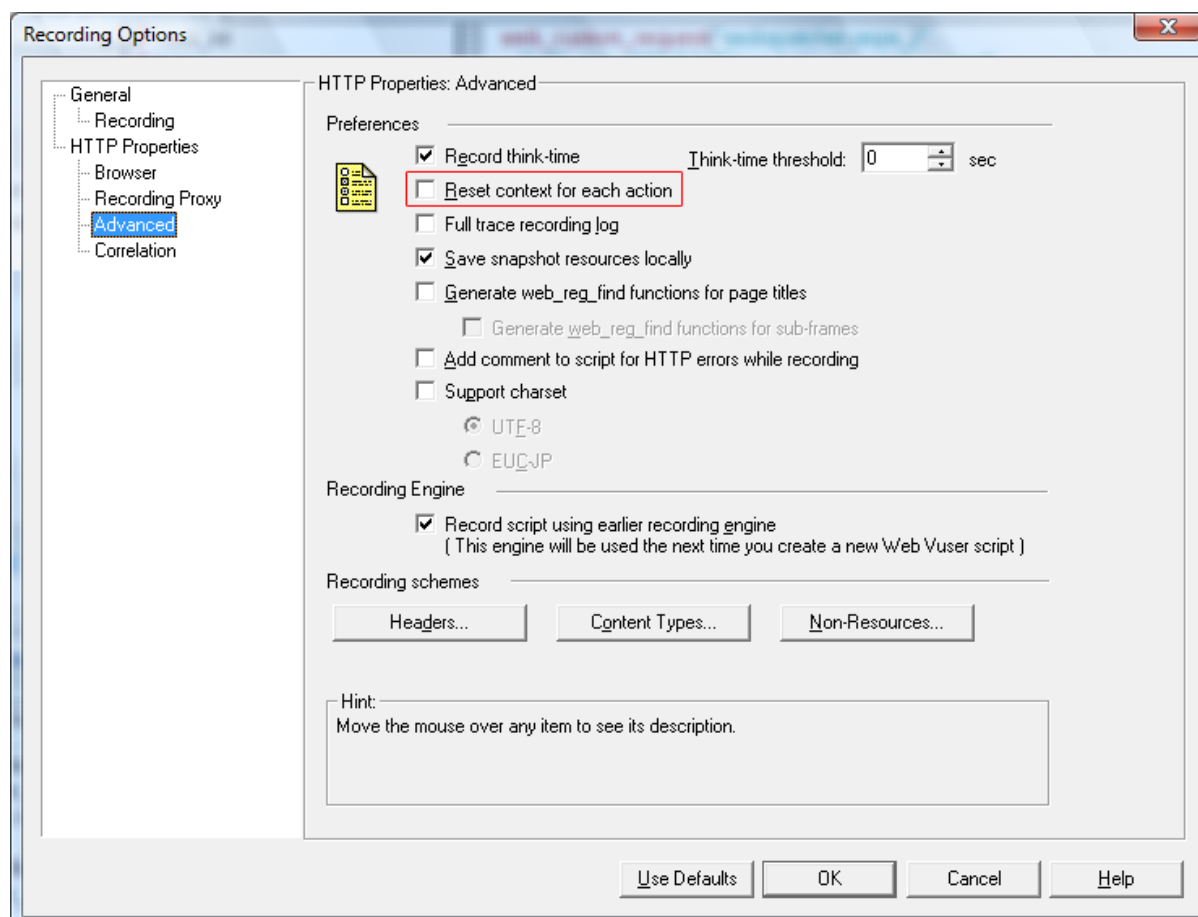 Recording Options
General
Recording
HTTP Properties
Browser
Recording Proxy
Advanced
Correlation
HTTP Properties: Advanced
Preferences
Record think-time Think-time threshold: 0 sec
Reset context for each action
Full trace recording log
Save snapshot resources locally
Generate web_reg_find functions for page titles
Generate web_reg_find functions for sub-frames
Add comment to script for HTTP errors while recording
Support charset
UTF-8
EUC-JP
Recording Engine
Record script using earlier recording engine
( This engine will be used the next time you create a new Web Vuser script )
Recording schemes
Headers... Content Types... Non-Resources...
Hint:
Move the mouse over any item to see its description.
Use Defaults OK Cancel Help